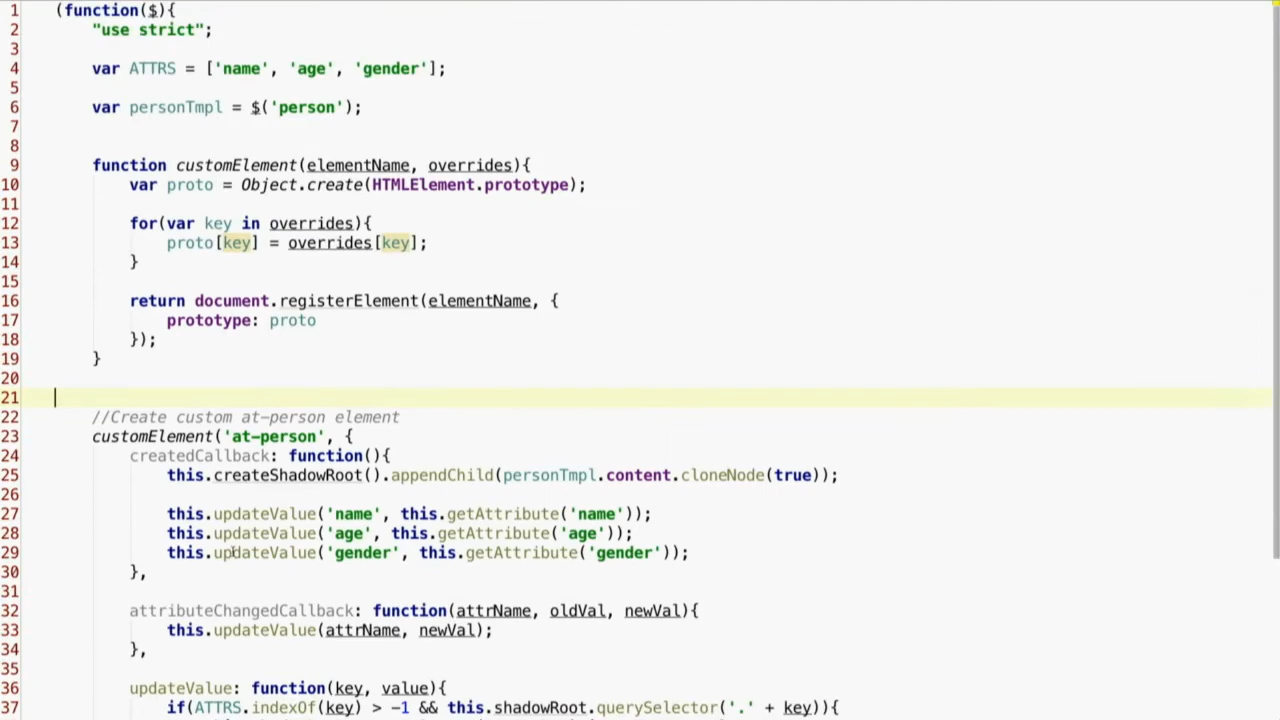 1 (function($){
2 "use strict";
3
4 var ATTRS = ['name', 'age', 'gender'];
5
6 var personTmpl = $('person');
7
8
9 function customElement(elementName, overrides){
10 var proto = Object.create(HTMLElement.prototype);
11
12 for(var key in overrides){
13 proto[key] = overrides[key];
14 }
15
16 return document.registerElement(elementName, {
17 prototype: proto
18 });
19 }
20
21
22 //Create custom at-person element
23 customElement('at-person', {
24 createdCallback: function(){
25 this.createShadowRoot().appendChild(personTmpl.content.cloneNode(true));
26
27 this.updateValue('name', this.getAttribute('name'));
28 this.updateValue('age', this.getAttribute('age'));
29 this.updateValue('gender', this.getAttribute('gender'));
30 },
31
32 attributeChangedCallback: function(attrName, oldVal, newVal){
33 this.updateValue(attrName, newVal);
34 },
35
36 updateValue: function(key, value){
37 if(ATTRS.indexOf(key) > -1 && this.shadowRoot.querySelector('.' + key)){